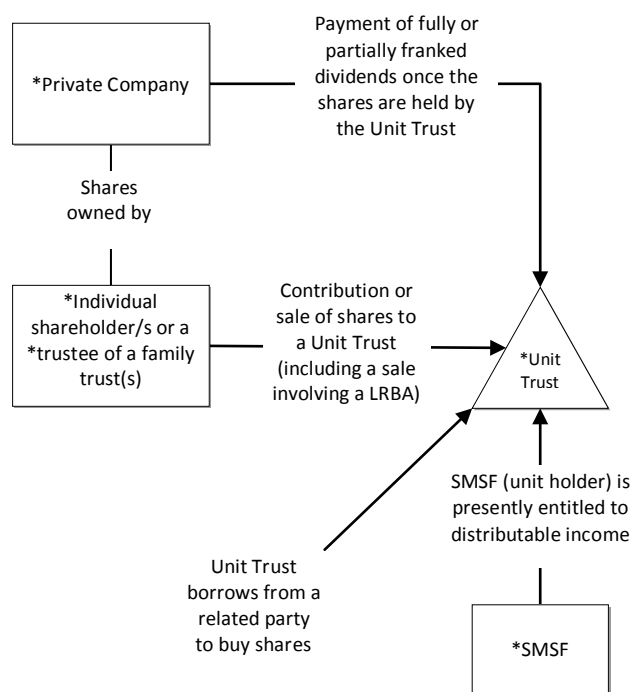 Payment of fully or
partially franked
dividends once the
shares are held by
the Unit Trust
*Private Company
Shares
owned by
*Individual
shareholder/s or a
*trustee of a family
trust(s)
Contribution or
sale of shares to
a Unit Trust
(including a sale
involving a LRBA)
*Unit
Trust
SMSF (unit holder) is
presently entitled to
distributable income
Unit Trust
borrows from a
related party
to buy shares
*SMSF